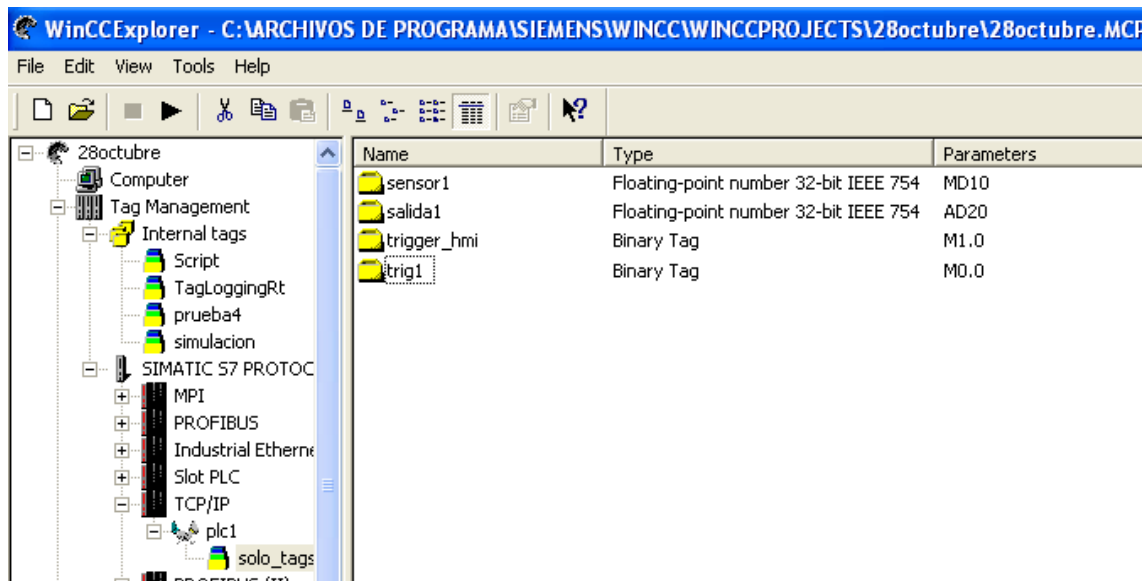 WinCCExplorer - C:\ARCHIVOS DE PROGRAMA\SIEMENS\WINCC\WINCCPROJECTS\28octubre\28octubre.MCP
File Edit View Tools Help
28octubre
Computer
Tag Management
Internal tags
Script
TagLoggingRt
prueba4
simulacion
SIMATIC S7 PROTOC
MPI
PROFIBUS
Industrial Etherne
Slot PLC
TCP/IP
plc1
solo_tags
PROFIBUS (II)
Name Type Parameters
sensor1 Floating-point number 32-bit IEEE 754 MD10
salida1 Floating-point number 32-bit IEEE 754 AD20
trigger_hmi Binary Tag M1.0
trig1 Binary Tag M0.0